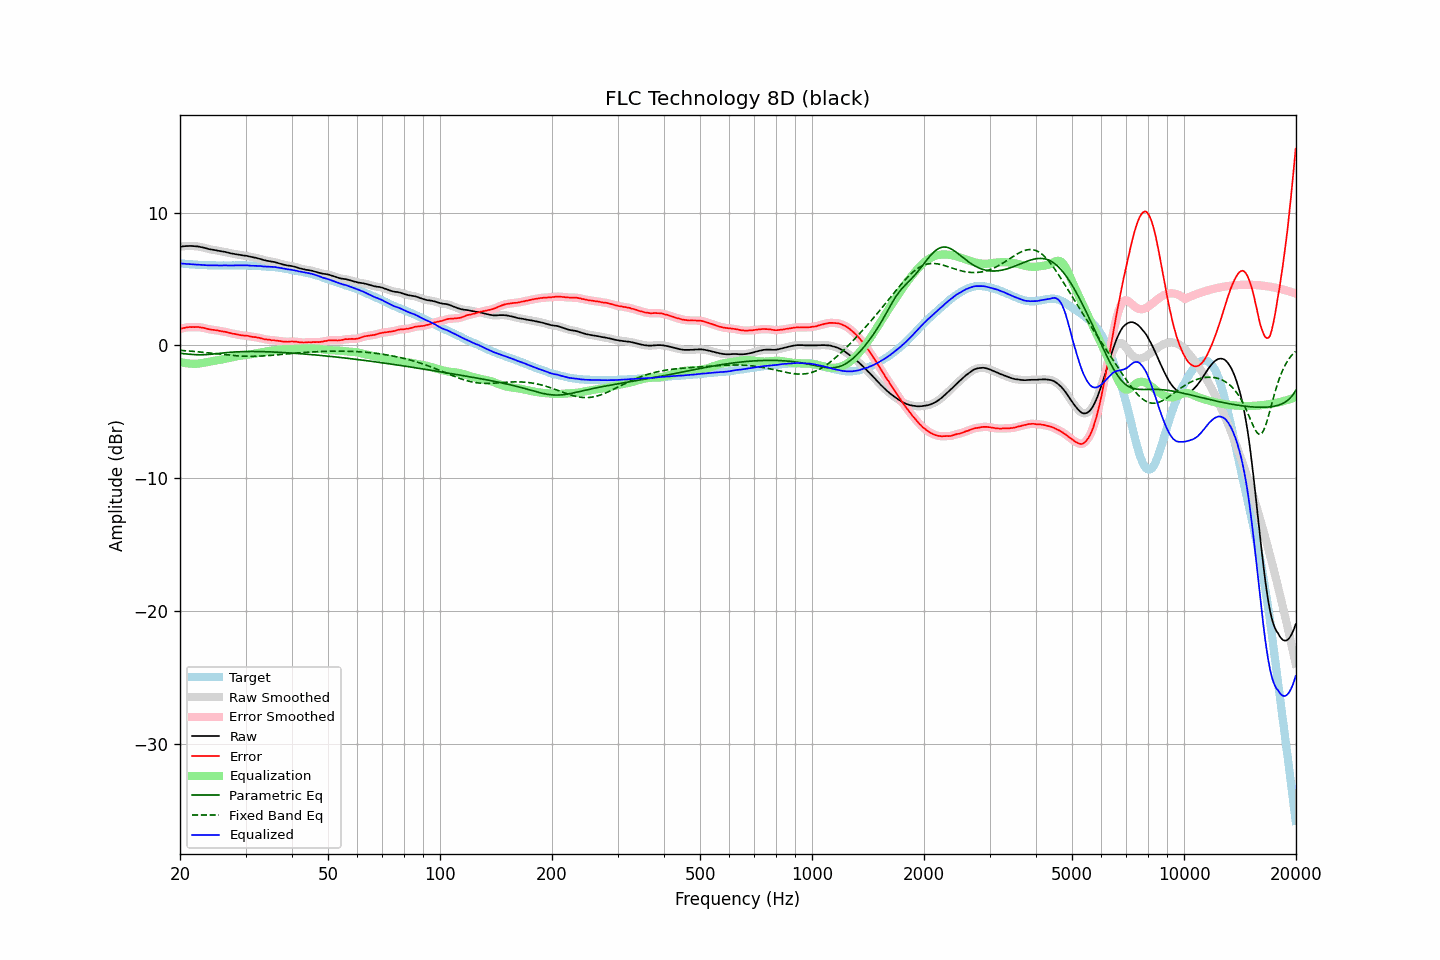 FLC Technology 8D (black)
Amplitude (dBr)
10
0
−10
−20
−30
Target
Raw Smoothed
Error Smoothed
Raw
Error
Equalization
Parametric Eq
Fixed Band Eq
Equalized
20 50 100 200 500 1000 2000 5000 10000 20000
Frequency (Hz)